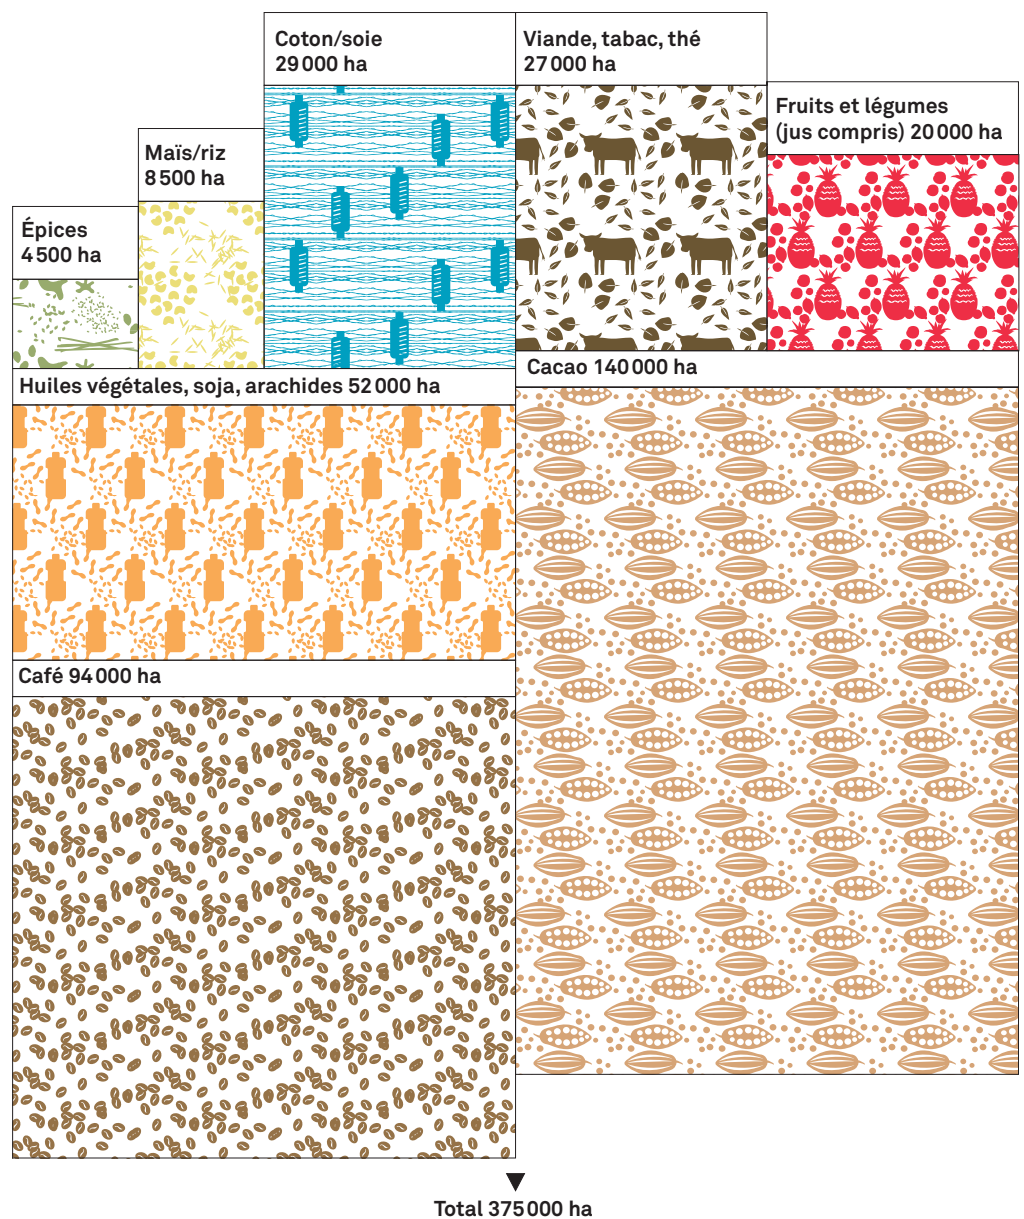 Coton/soie
29 000 ha
Viande, tabac, thé
27 000 ha
Fruits et légumes
(jus compris) 20 000 ha
Maïs/riz
8 500 ha
Épices
4 500 ha
Huiles végétales, soja, arachides 52 000 ha
Cacao 140 000 ha
Café 94 000 ha
Total 375 000 ha